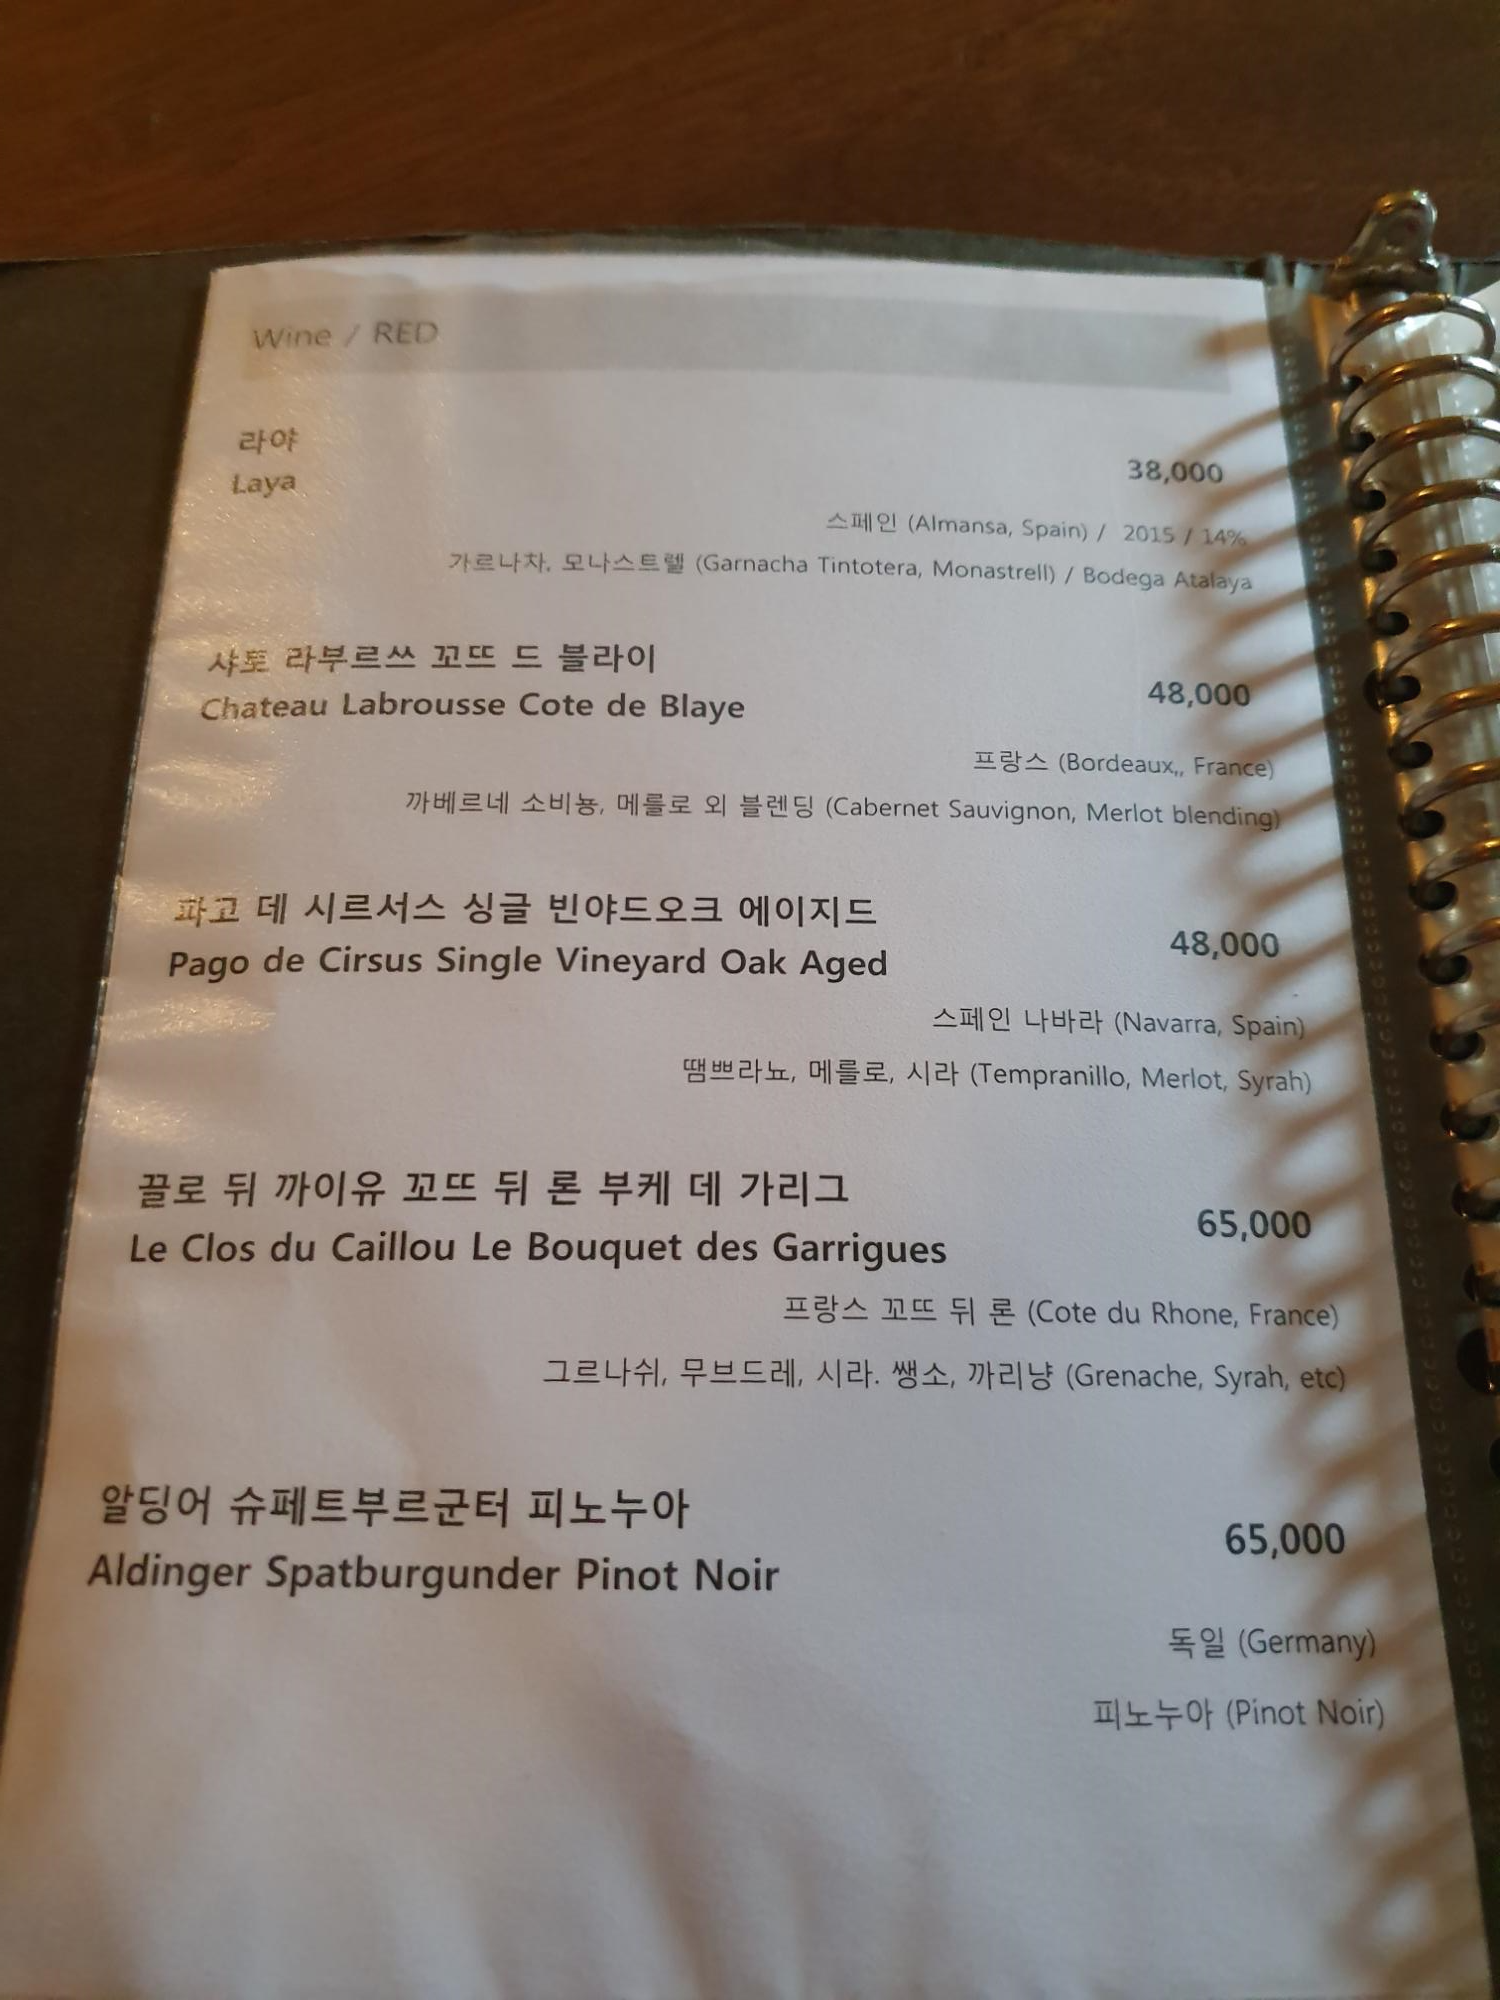 Wine / RED
라야
Laya
38,000
스페인 (Almansa, Spain) / 2015 / 14%
가르나차, 모나스트렐 (Garnacha Tintotera, Monastrell) / Bodega Atalaya
샤토 라부르쓰 꼬뜨 드 블라이
Chateau Labrousse Cote de Blaye
48,000
프랑스 (Bordeaux,, France)
까베르네 소비뇽, 메를로 외 블렌딩 (Cabernet Sauvignon, Merlot blending)
파고 데 시르서스 싱글 빈야드오크 에이지드
Pago de Cirsus Single Vineyard Oak Aged
48,000
스페인 나바라 (Navarra, Spain)
땜쁘라뇨, 메를로, 시라 (Tempranillo, Merlot, Syrah)
끌로 뒤 까이유 꼬뜨 뒤 론 부케 데 가리그
Le Clos du Caillou Le Bouquet des Garrigues
65,000
프랑스 꼬뜨 뒤 론 (Cote du Rhone, France)
그르나쉬, 무브드레, 시라. 쌩소, 까리냥 (Grenache, Syrah, etc)
알딩어 슈페트부르군터 피노누아
Aldinger Spatburgunder Pinot Noir
65,000
독일 (Germany)
피노누아 (Pinot Noir)